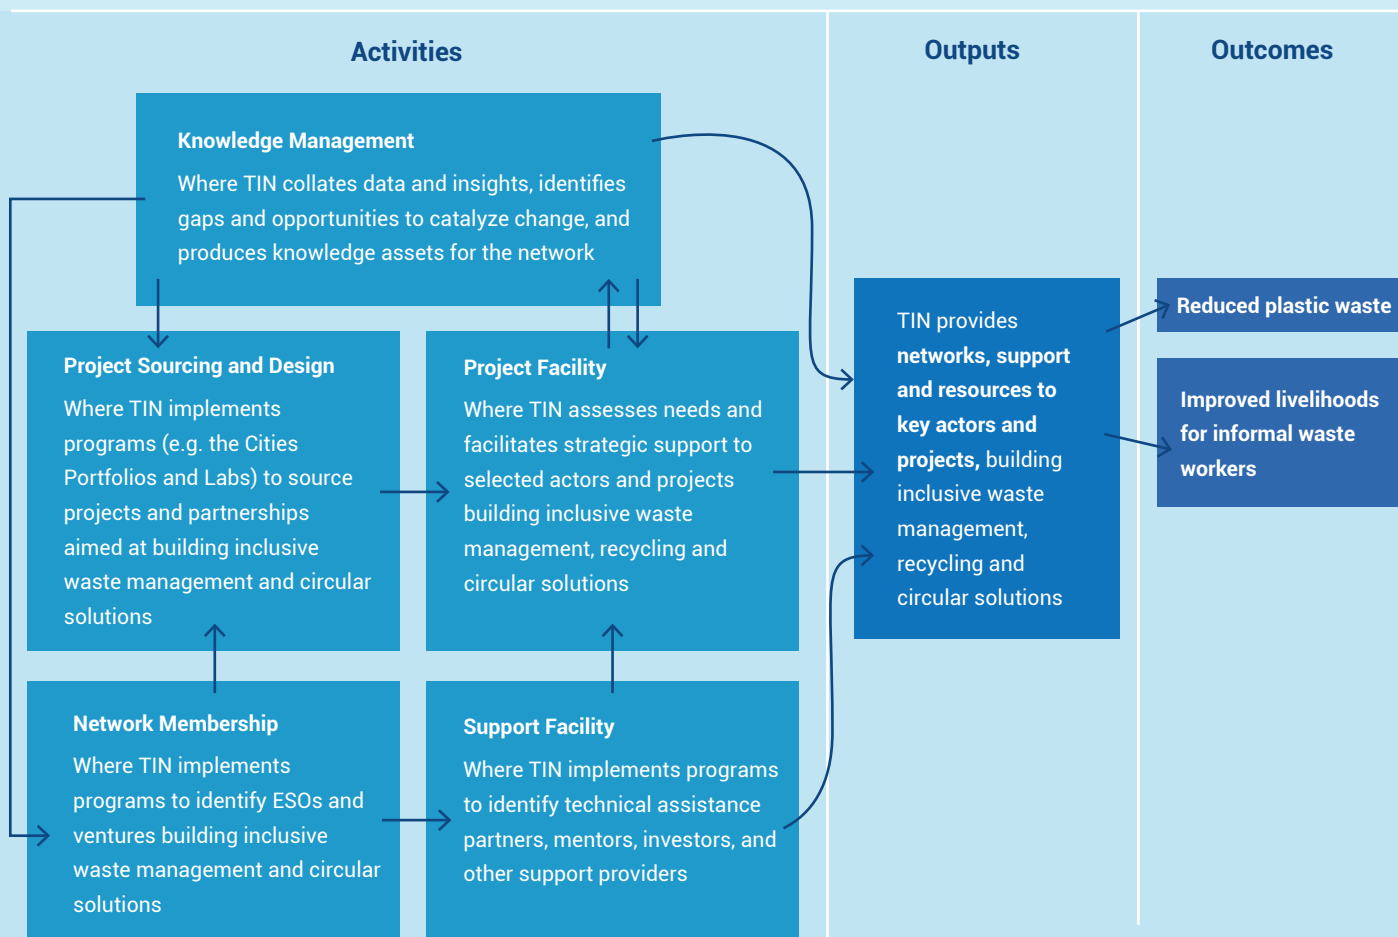 Activities
Outputs
Outcomes
Knowledge Management
Where TIN collates data and insights, identifies
gaps and opportunities to catalyze change, and
produces knowledge assets for the network
Project Sourcing and Design
Where TIN implements
programs (e.g. the Cities
Portfolios and Labs) to source
projects and partnerships
aimed at building inclusive
waste management and circular
solutions
Project Facility
Where TIN assesses needs and
facilitates strategic support to
selected actors and projects
building inclusive waste
management, recycling and
circular solutions
Network Membership
Where TIN implements
programs to identify ESOs and
ventures building inclusive
waste management and circular
solutions
Support Facility
Where TIN implements programs
to identify technical assistance
partners, mentors, investors, and
other support providers
TIN provides
networks, support
and resources to
key actors and
projects, building
inclusive waste
management,
recycling and
circular solutions
Reduced plastic waste
Improved livelihoods
for informal waste
workers